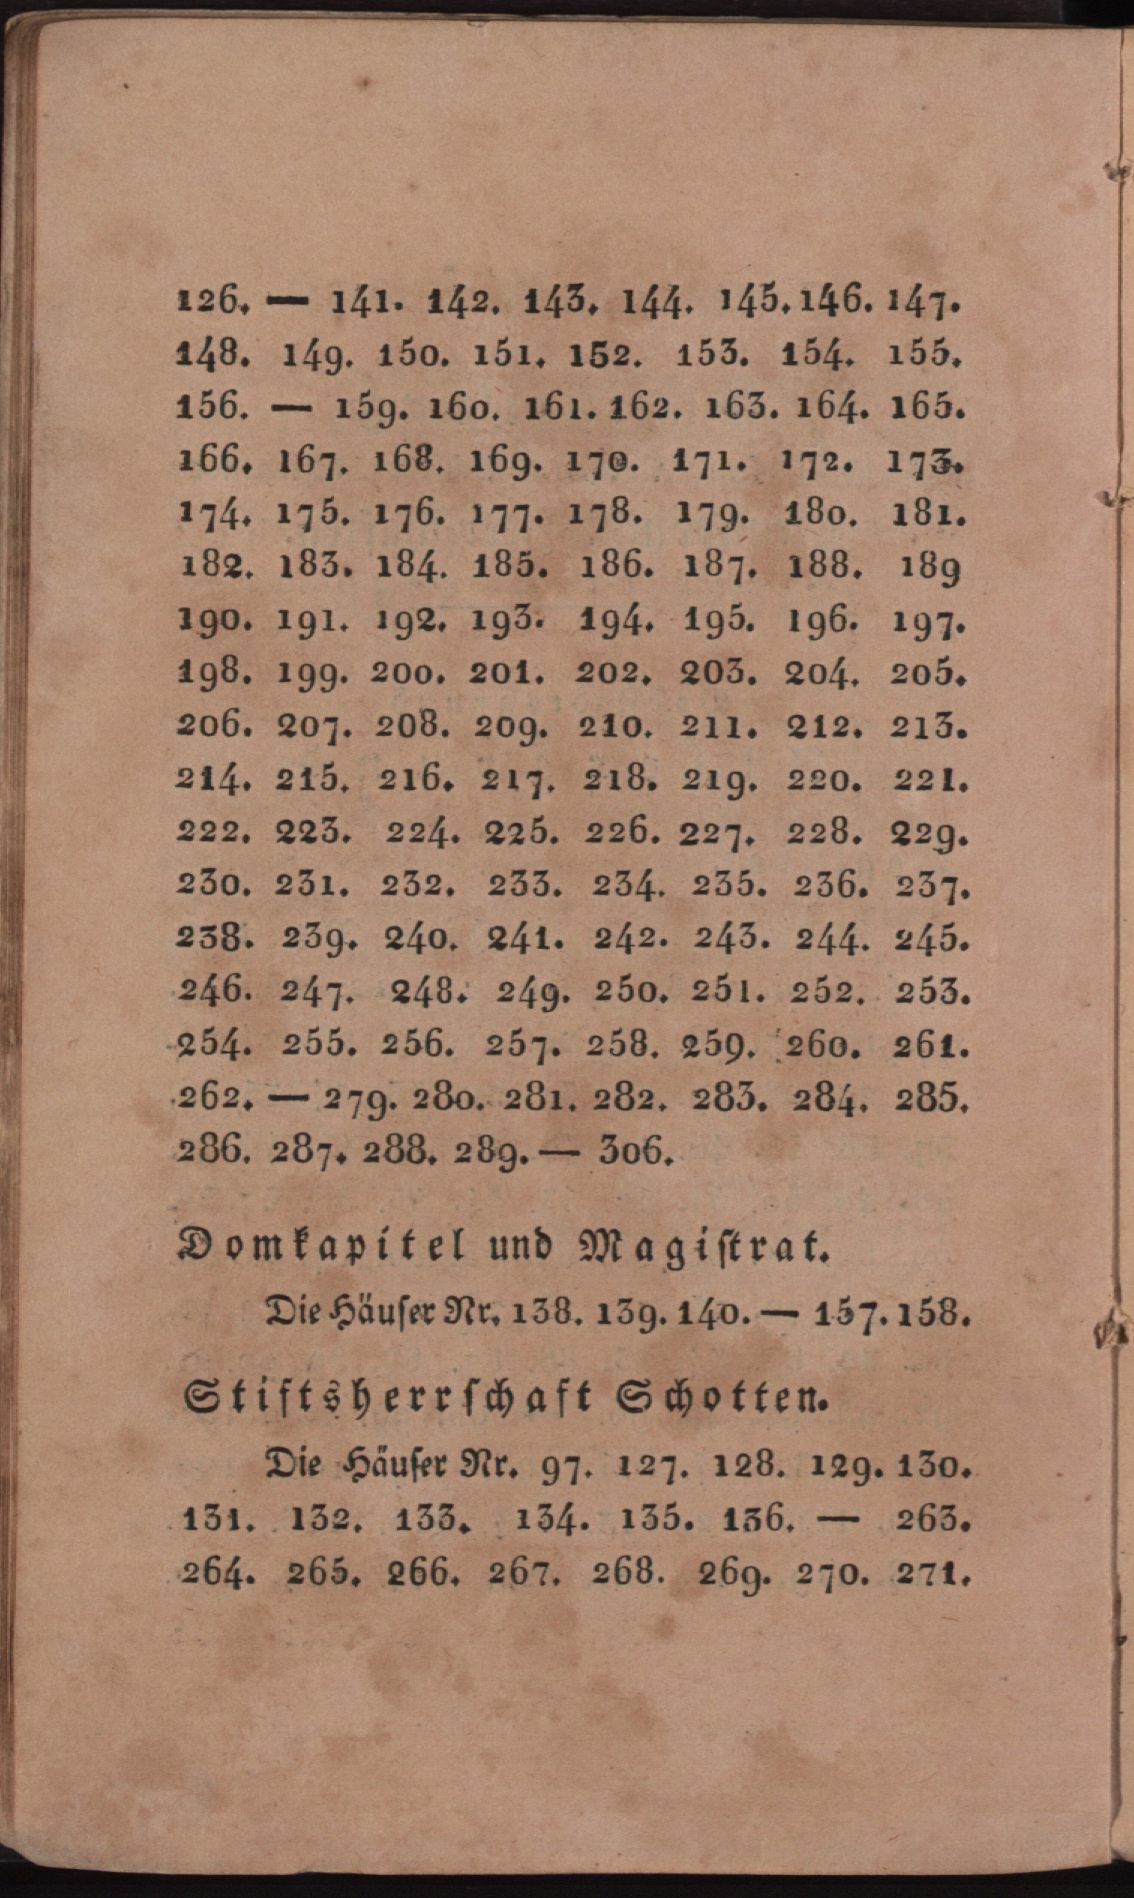 126. — 141. 142. 143. 144. 145. 146. 147.
148. 149. 150. 151. 152. 153. 154. 155.
156. — 159. 160. 161. 162. 163. 164. 165.
166. 167. 168. 169. 170. 171. 172. 173.
174. 175. 176. 177. 178. 179. 180. 181.
182. 183. 184. 185. 186. 187. 188. 189
190. 191. 192. 193. 194. 195. 196. 197.
198. 199. 200. 201. 202. 203. 204. 205.
206. 207. 208. 209. 210. 211. 212. 213.
214. 215. 216. 217. 218. 219. 220. 221.
222. 223. 224. 225. 226. 227. 228. 229.
230. 231. 232. 233. 234. 235. 236. 237.
238. 239. 240. 241. 242. 243. 244. 245.
246. 247. 248. 249. 250. 251. 252. 253.
254. 255. 256. 257. 258. 259. 260. 261.
262. — 279. 280. 281. 282. 283. 284. 285.
286. 287. 288. 289. — 306.
Domkapitel und Magiſtrat.
Die Häuſer Nr. 138. 139. 140. — 157. 158.
Stiftsherrſchaft Schotten.
Die Häuſer Nr. 97. 127. 128. 129. 130.
131. 132. 133. 134. 135. 136. — 263.
264. 265. 266. 267. 268. 269. 270. 271.